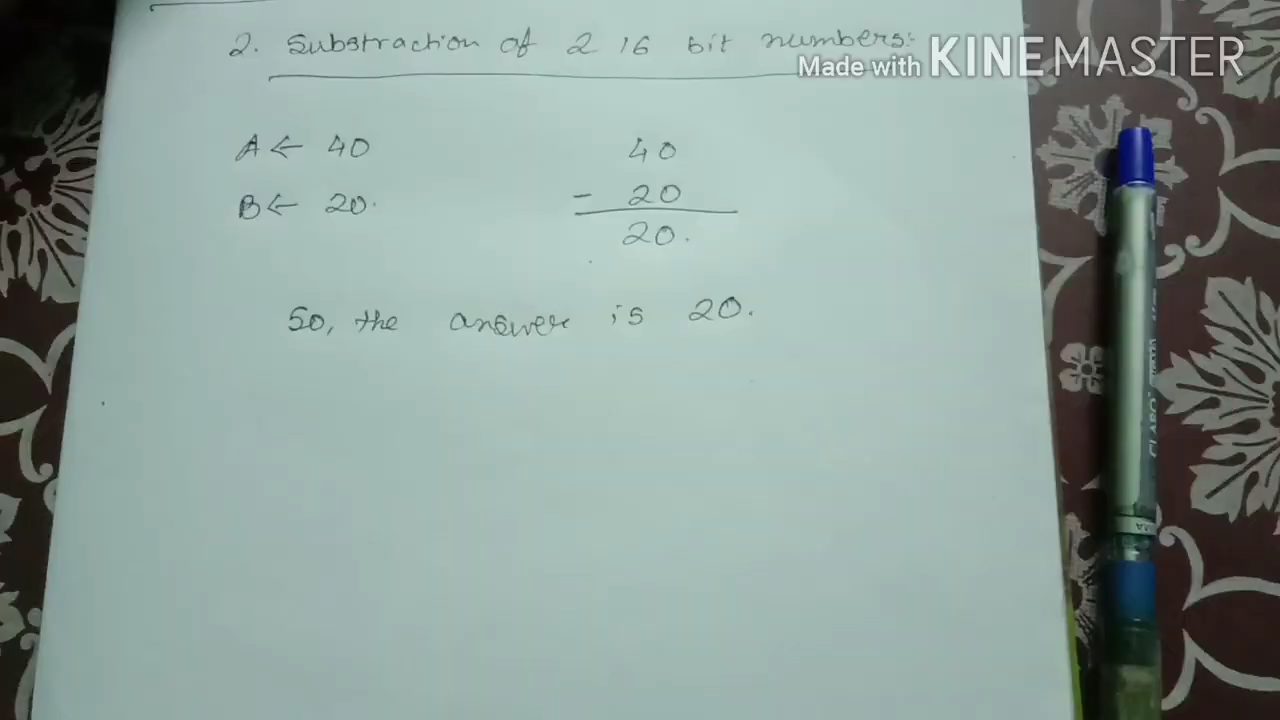 2. Substraction of 2 16 bit numbers:
Made with KINEMASTER
A ← 40
B ← 20.
40
- 20
20.
So, the answer is 20.